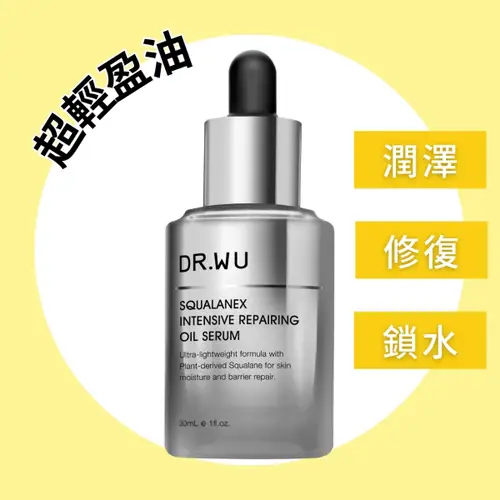 超輕盈油
潤澤
修復
鎖水
DR.WU
SQUALANEX
INTENSIVE REPAIRING
OIL SERUM
Ultra-lightweight formula with
Plant-derived Squalane for skin
moisture and barrier repair.
30mL e 1fl.oz.